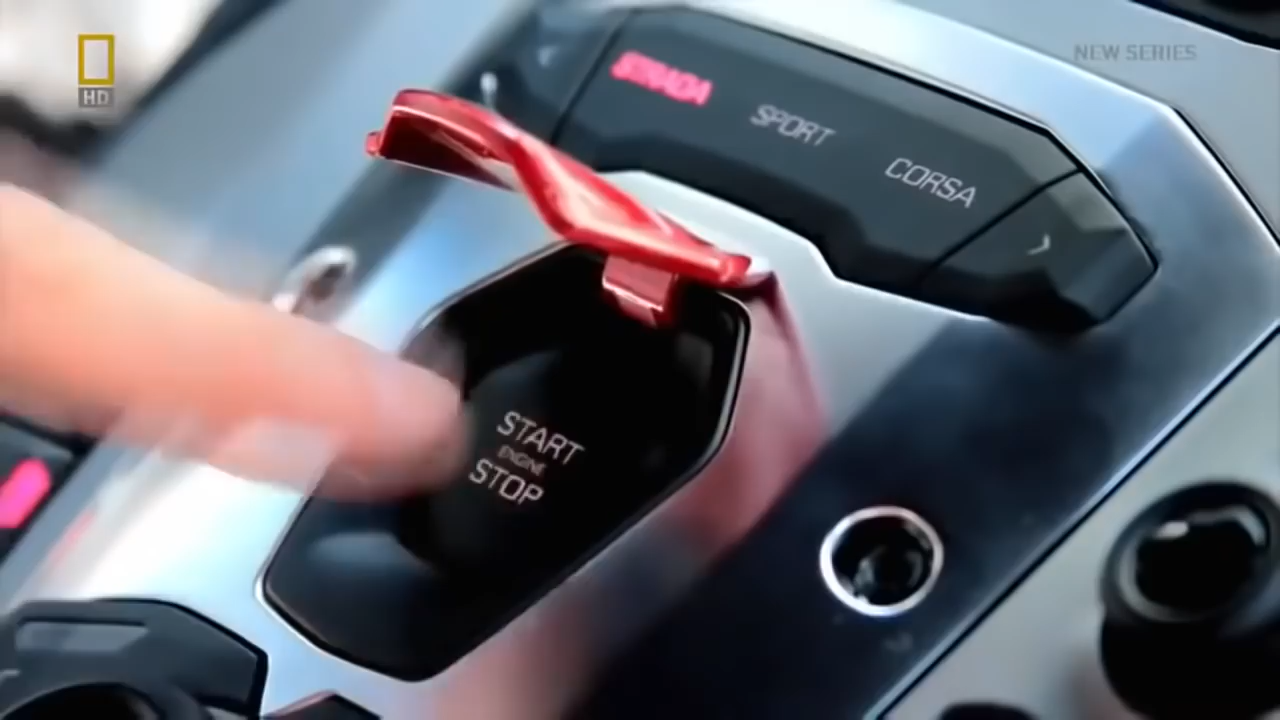 HD
NEW SERIES
STRADA
SPORT
CORSA
START
ENGINE
STOP